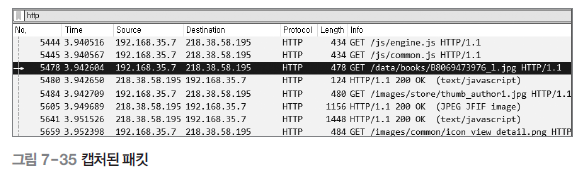 http
No. Time Source Destination Protocol Length Info
5444 3.940516 192.168.35.7 218.38.58.195 HTTP 434 GET /js/engine.js HTTP/1.1
5445 3.940567 192.168.35.7 218.38.58.195 HTTP 434 GET /js/common.js HTTP/1.1
5478 3.942604 192.168.35.7 218.38.58.195 HTTP 478 GET /data/books/B8069473976_l.jpg HTTP/1.1
5480 3.942650 192.168.35.7 218.38.58.195 HTTP 124 HTTP/1.1 200 OK (text/javascript)
5484 3.942709 192.168.35.7 218.38.58.195 HTTP 480 GET /images/store/thumb_author1.jpg HTTP/1.1
5605 3.949689 218.38.58.195 192.168.35.7 HTTP 1156 HTTP/1.1 200 OK (JPEG JFIF image)
5641 3.951526 218.38.58.195 192.168.35.7 HTTP 1448 HTTP/1.1 200 OK (text/javascript)
5659 3.952398 192.168.35.7 218.38.58.195 HTTP 484 GET /images/common/icon_view_detail.png HTTP/1.1
그림 7-35 캡처된 패킷